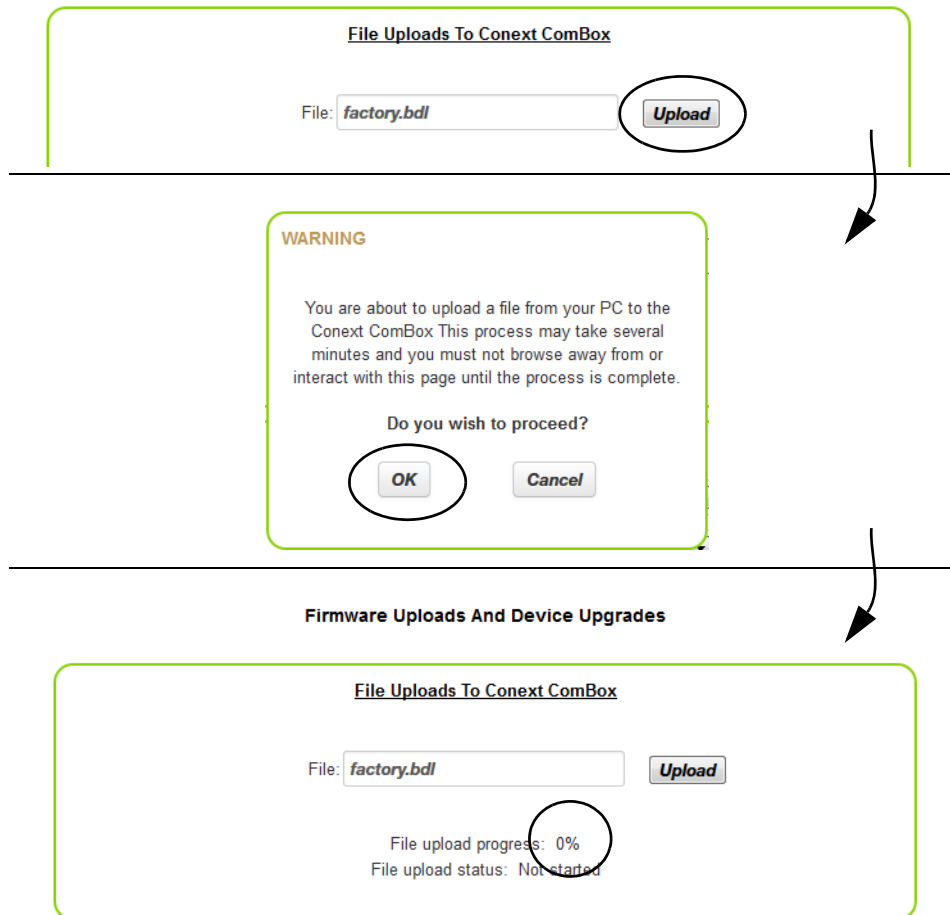 File Uploads To Conext ComBox
File: factory.bdl Upload
WARNING
You are about to upload a file from your PC to the
Conext ComBox This process may take several
minutes and you must not browse away from or
interact with this page until the process is complete.
Do you wish to proceed?
OK Cancel
Firmware Uploads And Device Upgrades
File Uploads To Conext ComBox
File: factory.bdl Upload
File upload progress: 0%
File upload status: Not started